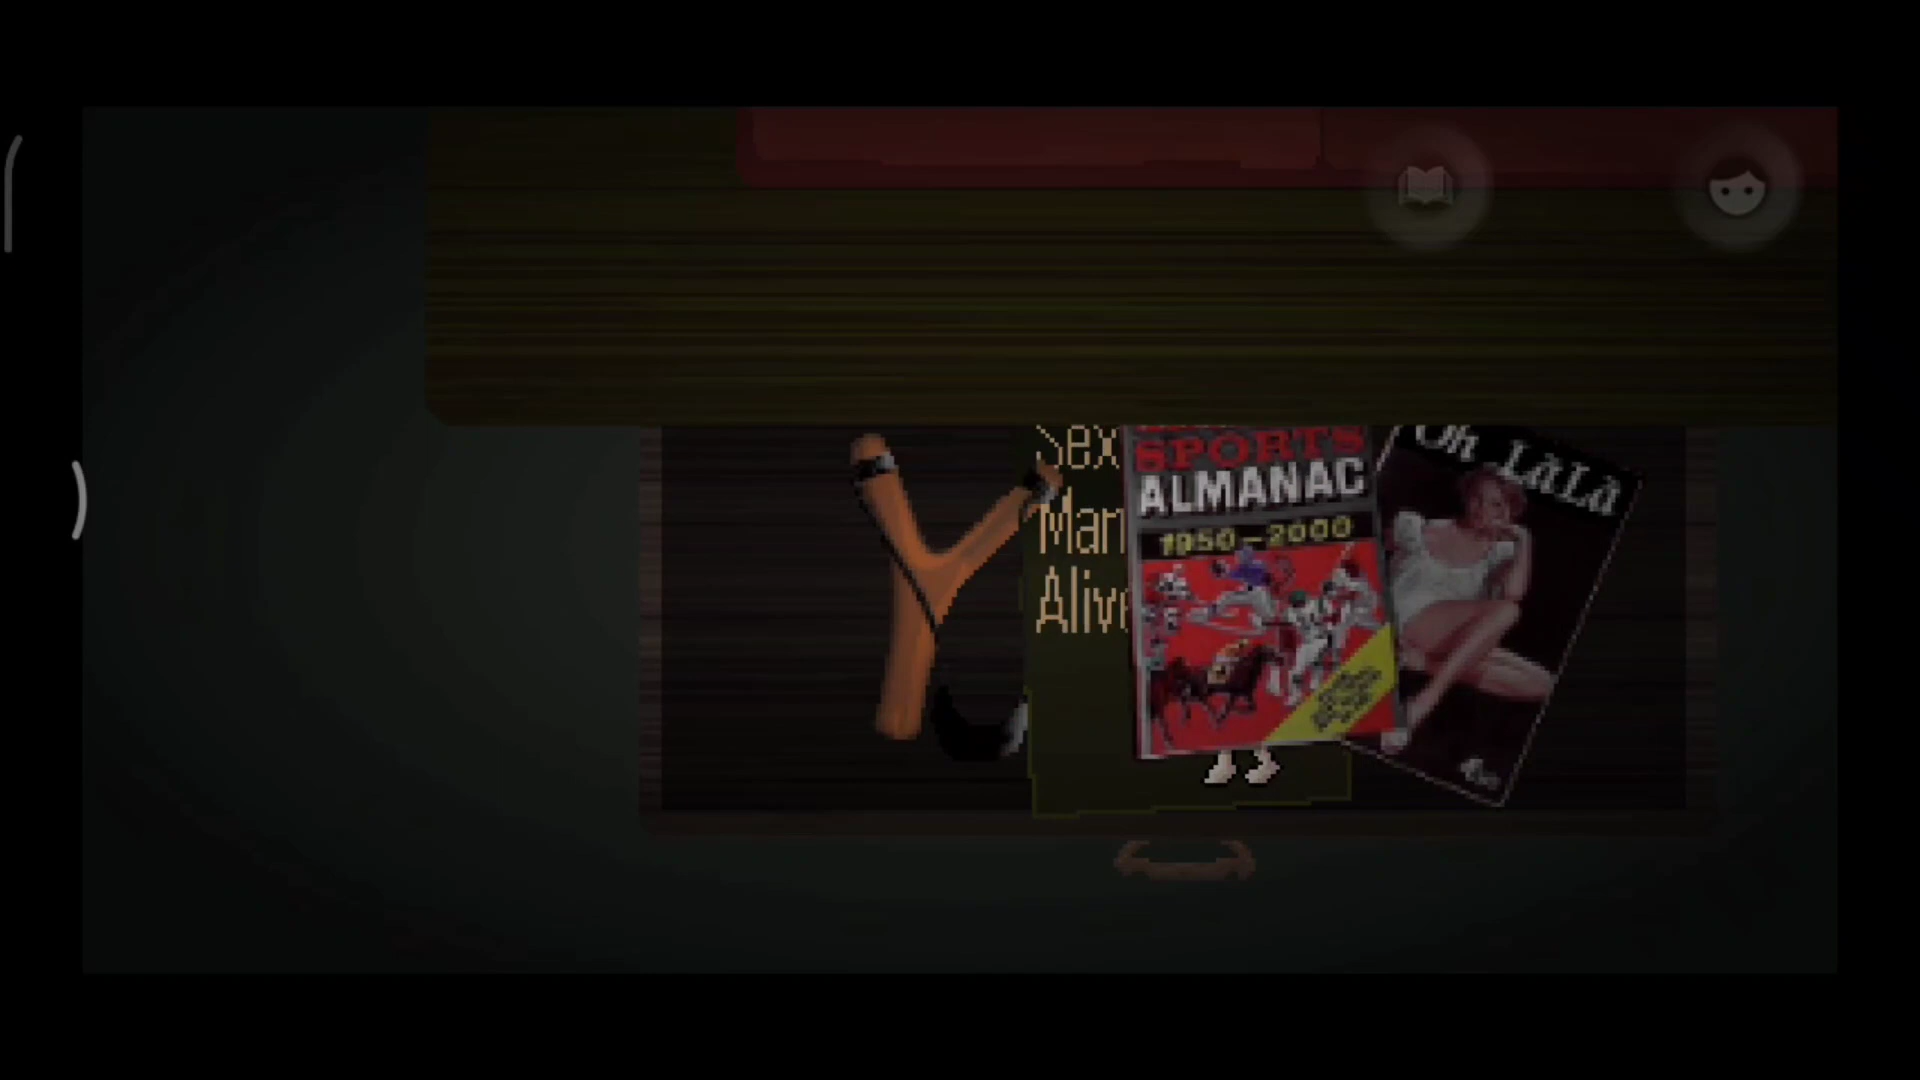 Sex
Man
Alive
SPORTS
ALMANAC
1950-2000
Oh LaLa